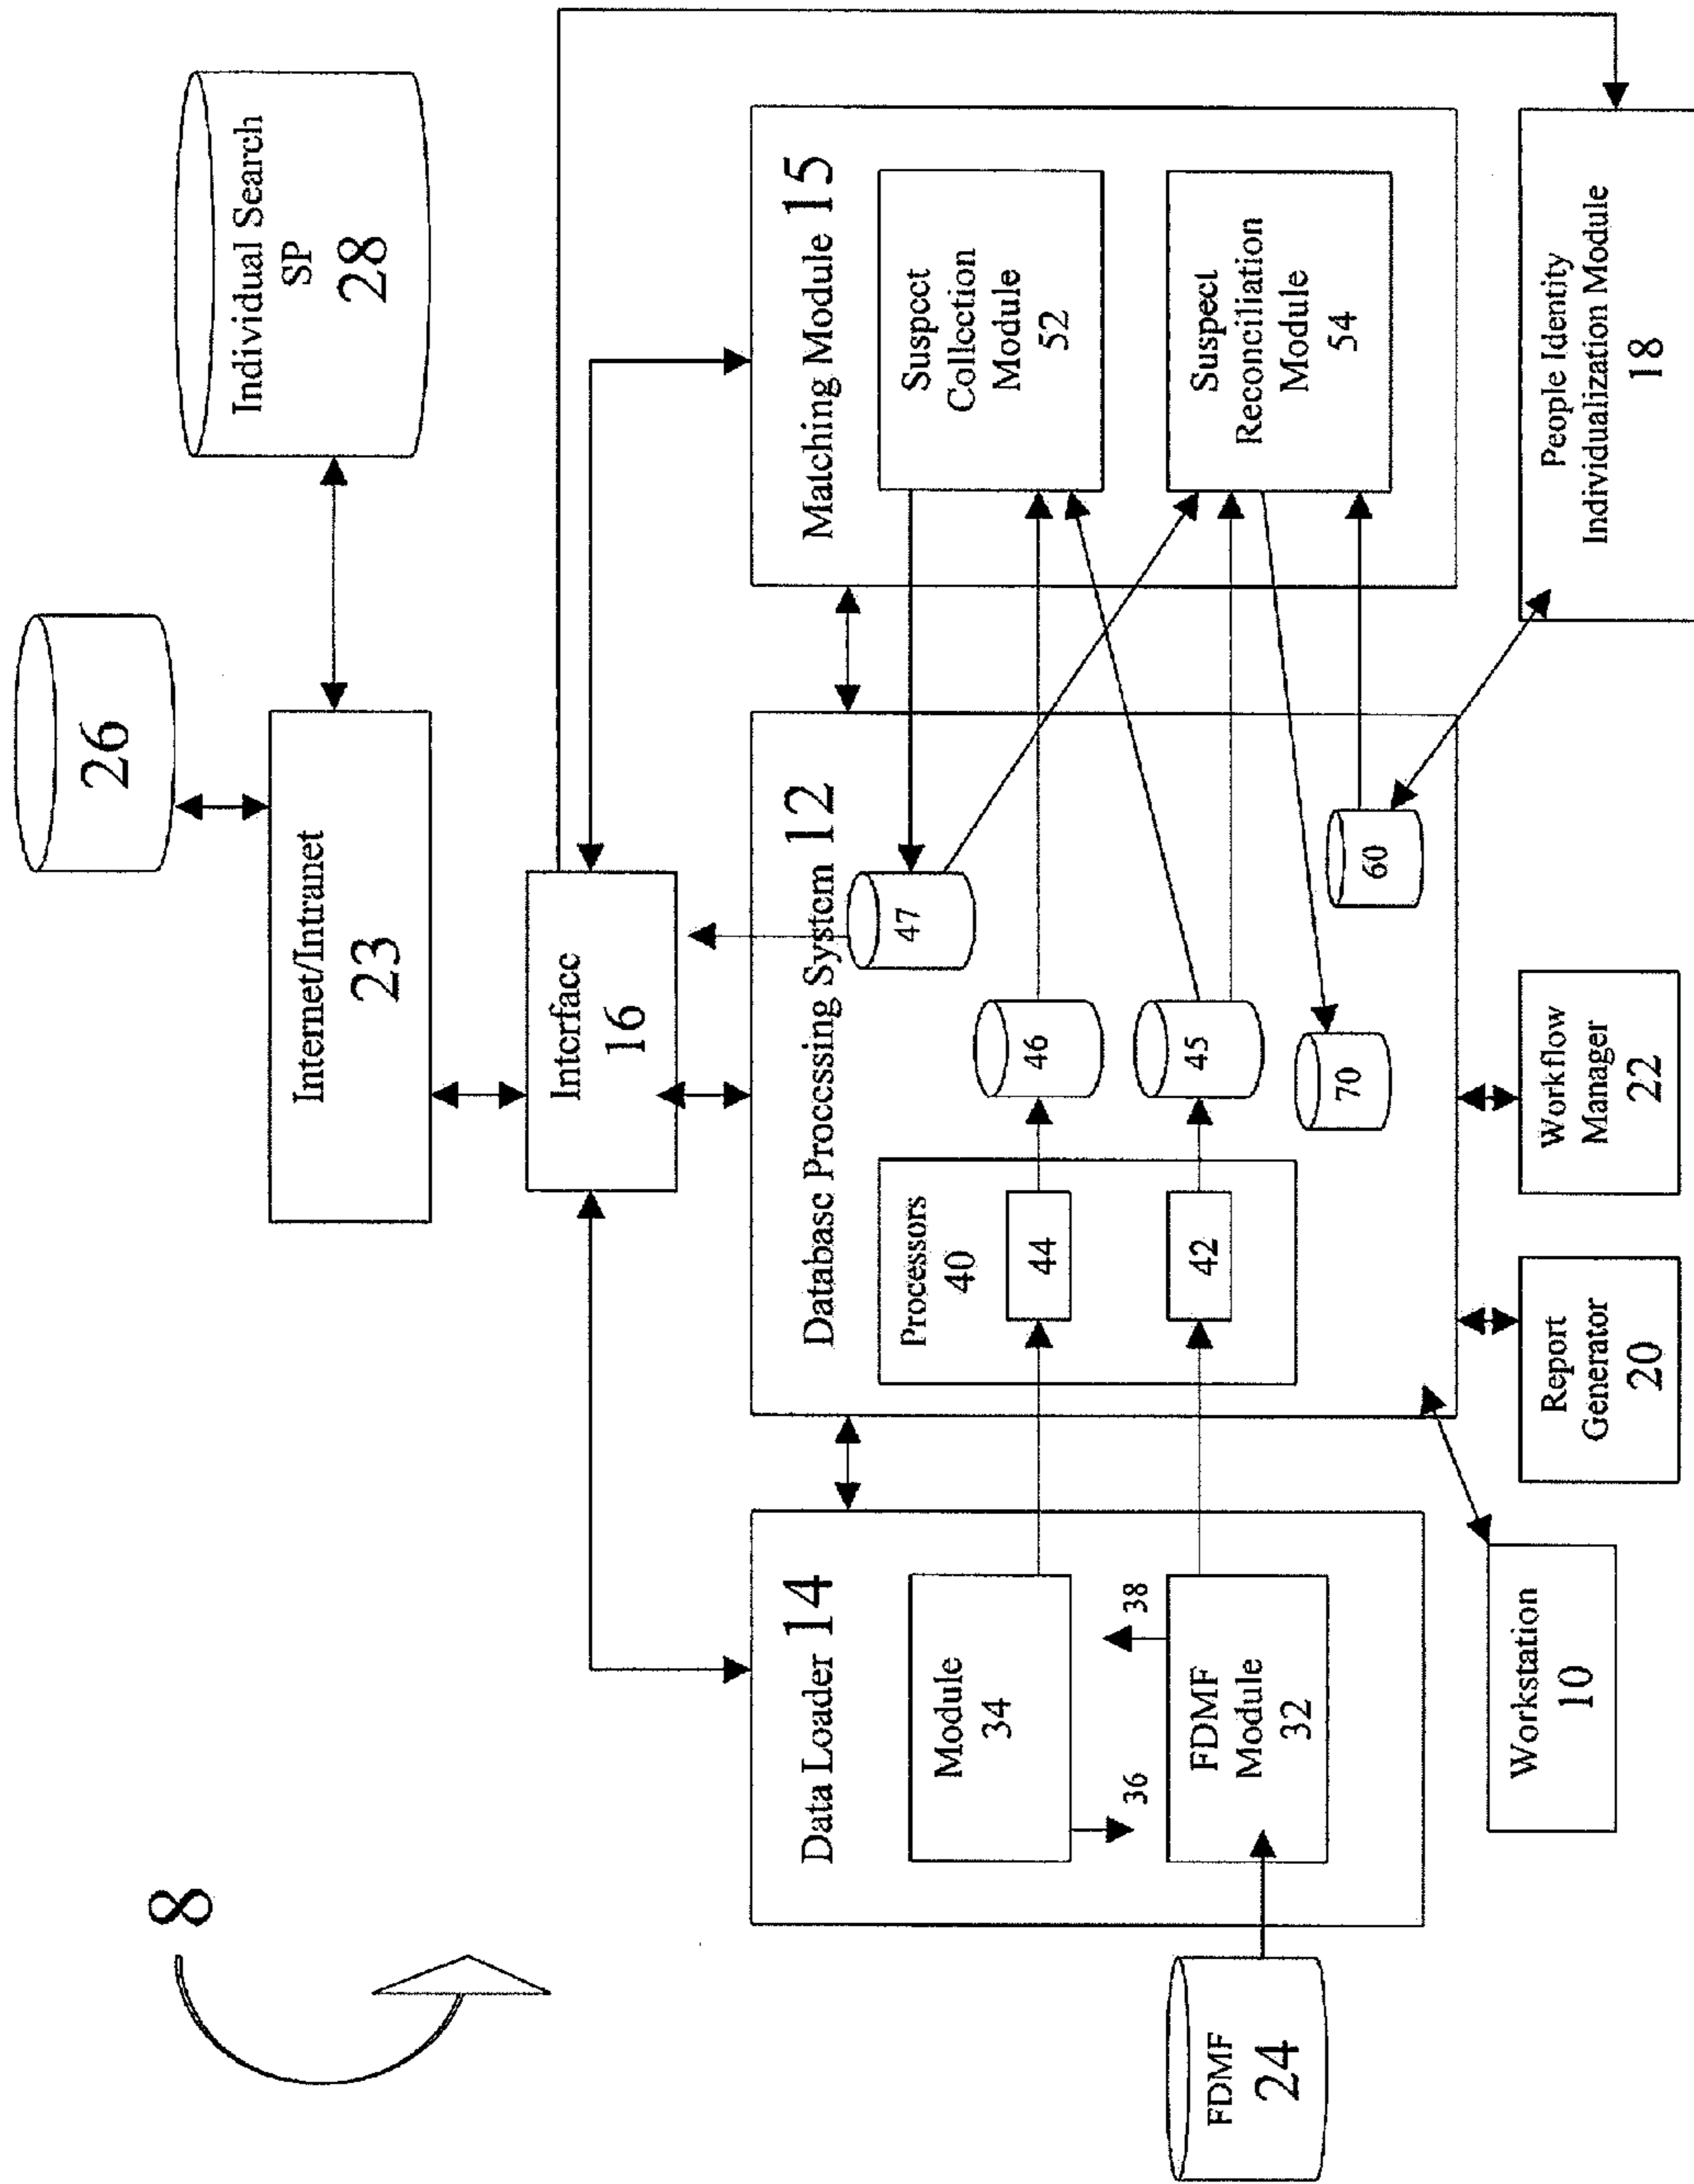 8
26
Internet/Intranet
23
Individual Search
SP
28
Interface
16
Data Loader 14
Module
34
36
38
FDMF
Module
32
FDMF
24
Database Processing System 12
Processors
40
44
42
46
45
47
70
60
Matching Module 15
Suspect
Collection
Module
52
Suspect
Reconciliation
Module
54
Workstation
10
Report
Generator
20
Workflow
Manager
22
People Identity
Individualization Module
18